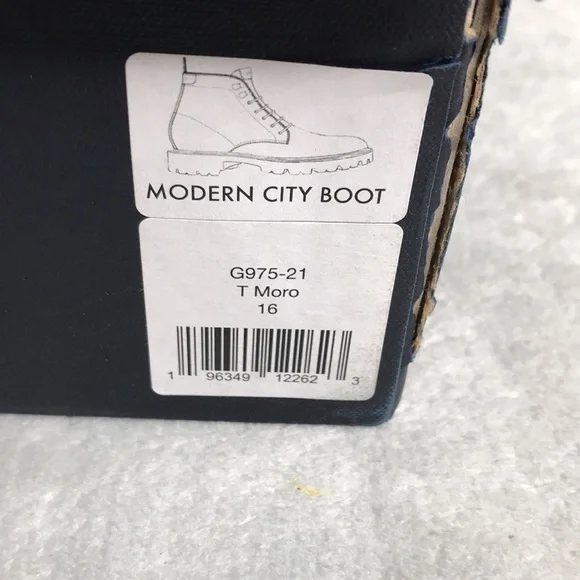 MODERN CITY BOOT
G975-21
T Moro
16
1 96349 12262 3